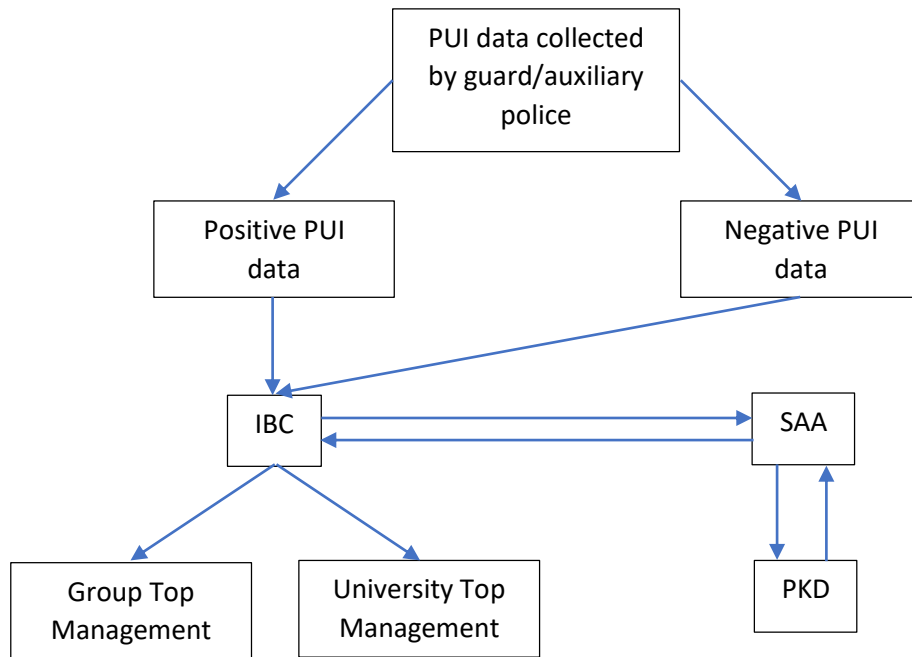 PUI data collected
by guard/auxiliary
police
Positive PUI
data
Negative PUI
data
IBC
SAA
Group Top
Management
University Top
Management
PKD